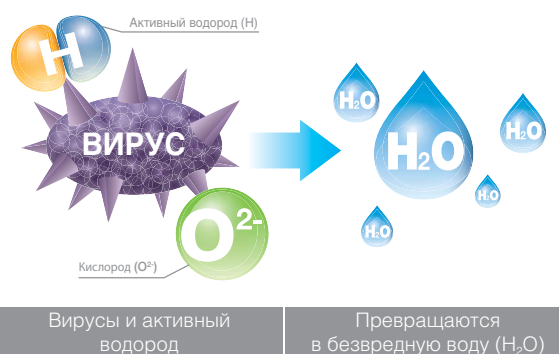 Активный водород (H)
H
ВИРУС
O²⁻
Кислород (O²⁻)
H₂O
H₂O
H₂O
H₂O
H₂O
Вирусы и активный
водород
Превращаются
в безвредную воду (H₂O)